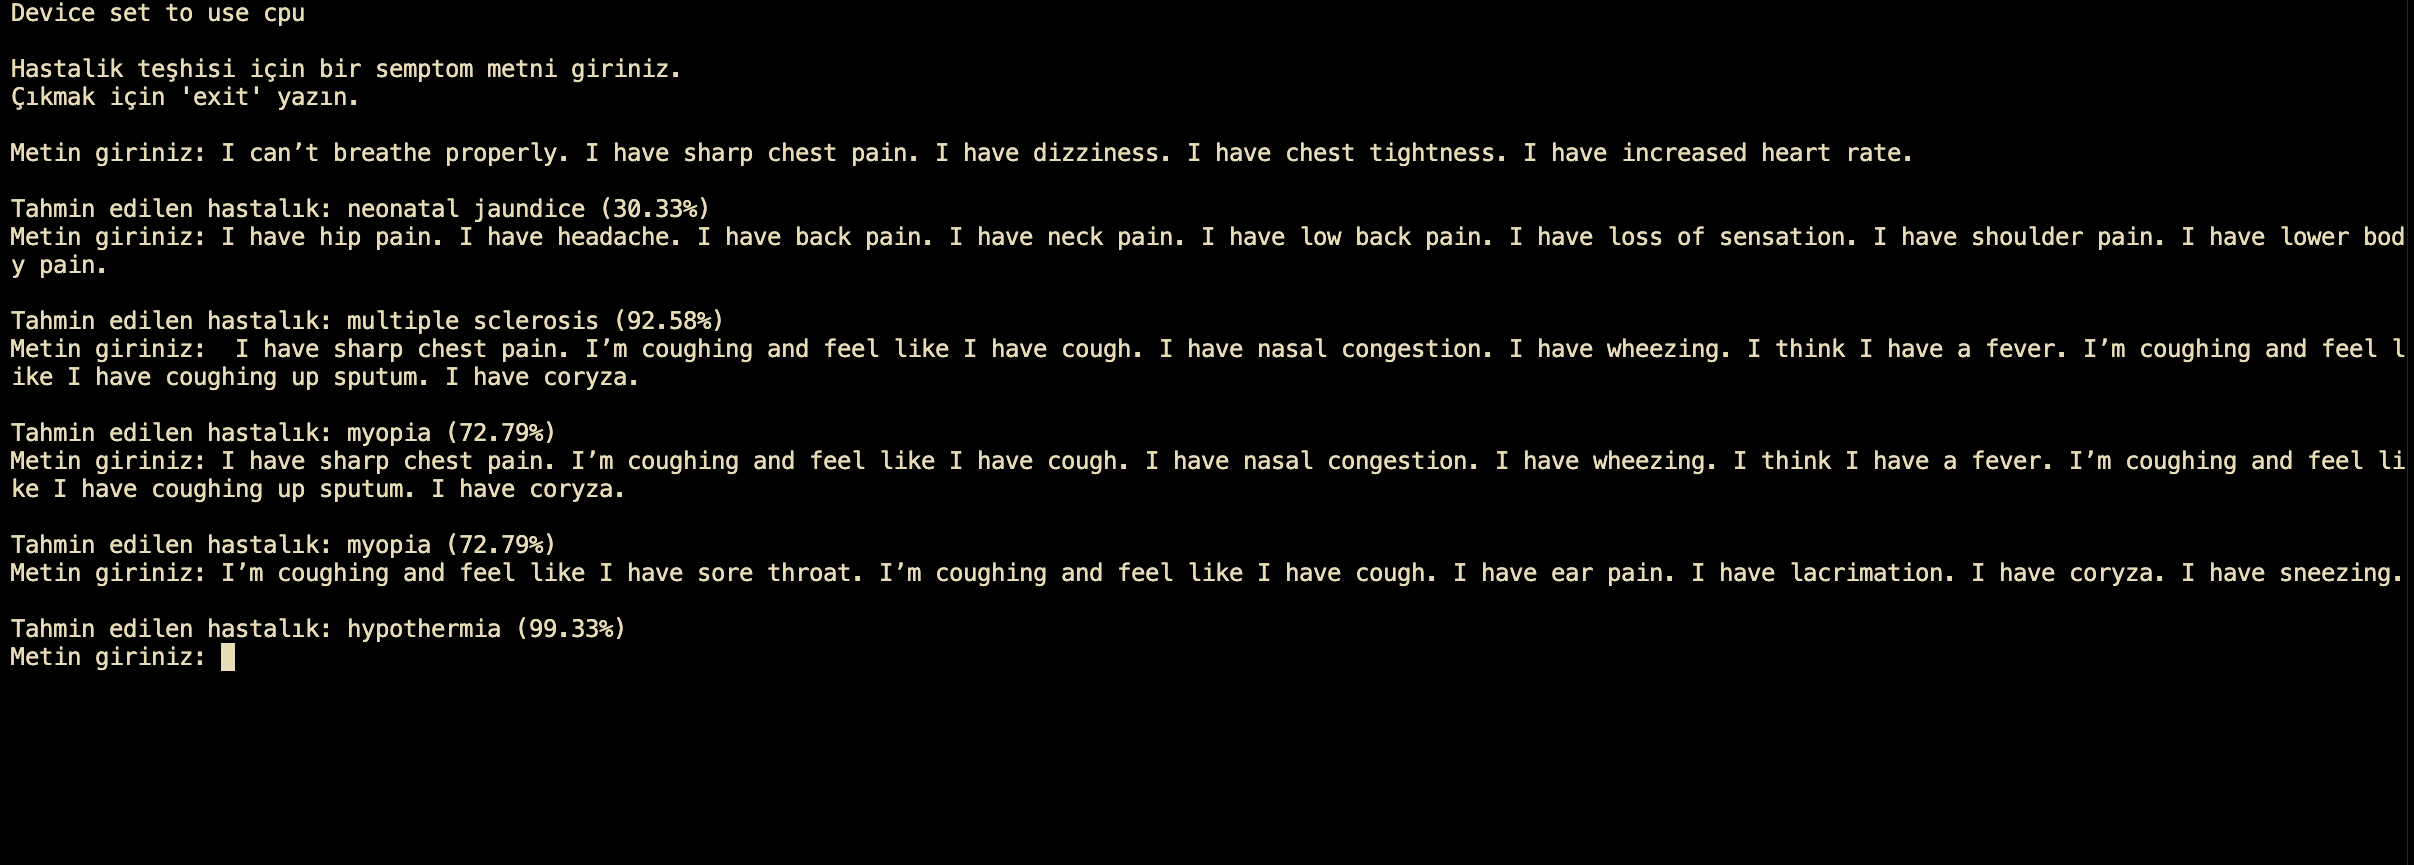 Device set to use cpu
Hastalik teşhisi için bir semptom metni giriniz.
Çıkmak için 'exit' yazın.
Metin giriniz: I can’t breathe properly. I have sharp chest pain. I have dizziness. I have chest tightness. I have increased heart rate.
Tahmin edilen hastalık: neonatal jaundice (30.33%)
Metin giriniz: I have hip pain. I have headache. I have back pain. I have neck pain. I have low back pain. I have loss of sensation. I have shoulder pain. I have lower bod
y pain.
Tahmin edilen hastalık: multiple sclerosis (92.58%)
Metin giriniz:  I have sharp chest pain. I’m coughing and feel like I have cough. I have nasal congestion. I have wheezing. I think I have a fever. I’m coughing and feel l
ike I have coughing up sputum. I have coryza.
Tahmin edilen hastalık: myopia (72.79%)
Metin giriniz: I have sharp chest pain. I’m coughing and feel like I have cough. I have nasal congestion. I have wheezing. I think I have a fever. I’m coughing and feel li
ke I have coughing up sputum. I have coryza.
Tahmin edilen hastalık: myopia (72.79%)
Metin giriniz: I’m coughing and feel like I have sore throat. I’m coughing and feel like I have cough. I have ear pain. I have lacrimation. I have coryza. I have sneezing.
Tahmin edilen hastalık: hypothermia (99.33%)
Metin giriniz: